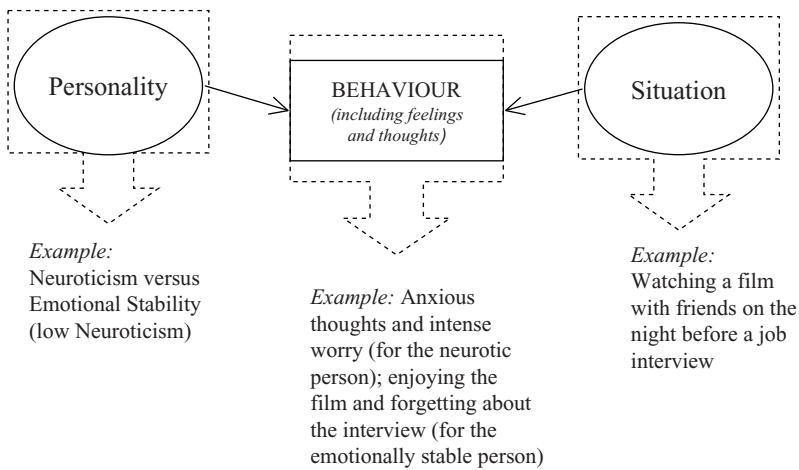 Personality
BEHAVIOUR
(including feelings
and thoughts)
Situation
Example:
Neuroticism versus
Emotional Stability
(low Neuroticism)
Example: Anxious
thoughts and intense
worry (for the neurotic
person); enjoying the
film and forgetting about
the interview (for the
emotionally stable person)
Example:
Watching a film
with friends on the
night before a job
interview